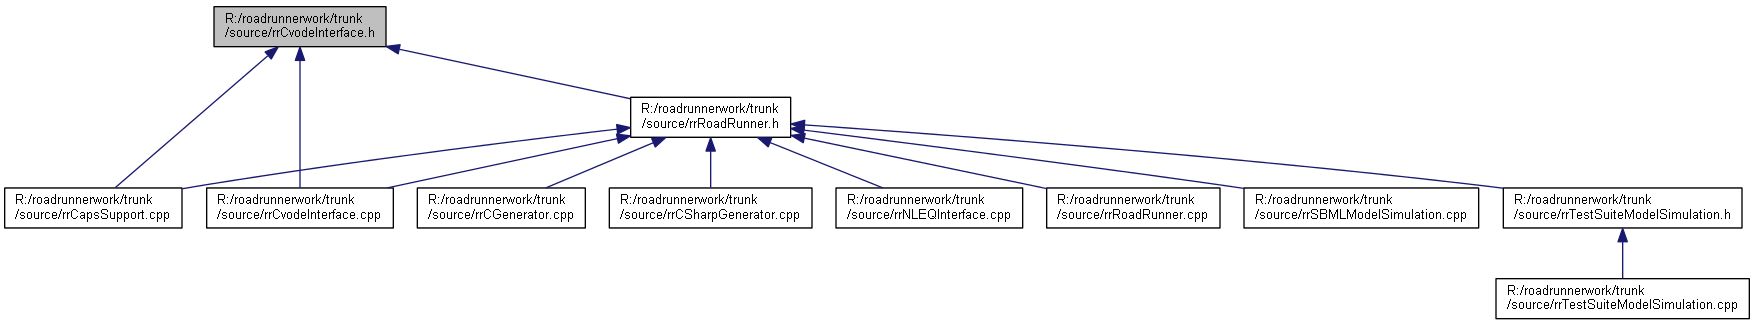 R:/roadrunnerwork/trunk
/source/rrCvodeInterface.h
R:/roadrunnerwork/trunk
/source/rrRoadRunner.h
R:/roadrunnerwork/trunk
/source/rrCapsSupport.cpp
R:/roadrunnerwork/trunk
/source/rrCvodeInterface.cpp
R:/roadrunnerwork/trunk
/source/rrCGenerator.cpp
R:/roadrunnerwork/trunk
/source/rrCSharpGenerator.cpp
R:/roadrunnerwork/trunk
/source/rrNLEQInterface.cpp
R:/roadrunnerwork/trunk
/source/rrRoadRunner.cpp
R:/roadrunnerwork/trunk
/source/rrSBMLModelSimulation.cpp
R:/roadrunnerwork/trunk
/source/rrTestSuiteModelSimulation.h
R:/roadrunnerwork/trunk
/source/rrTestSuiteModelSimulation.cpp